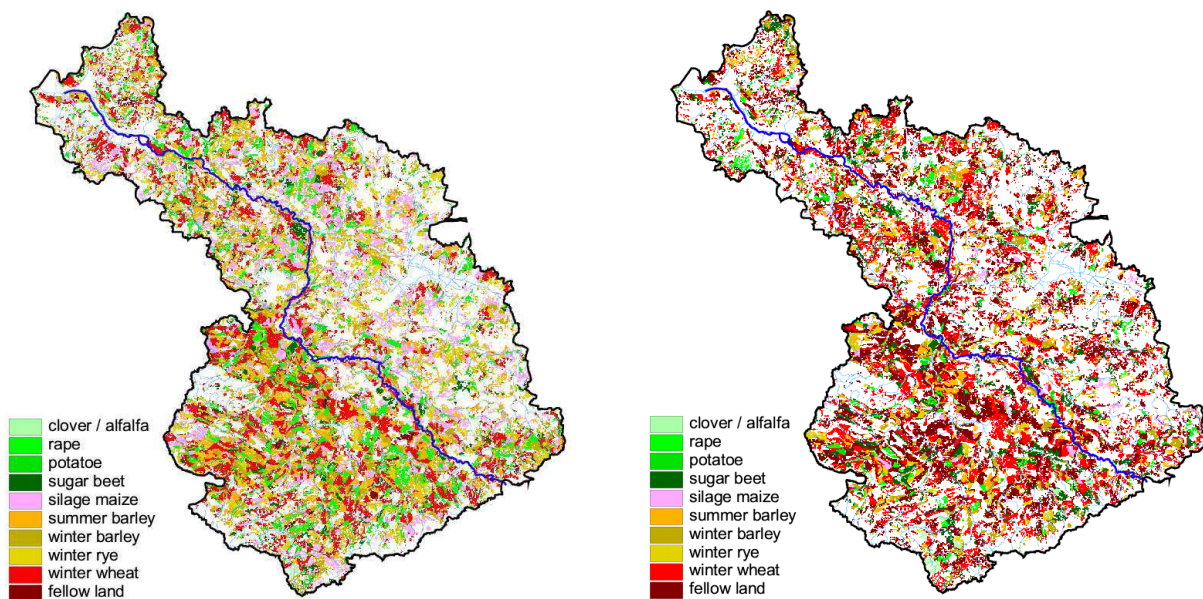 clover / alfalfa
rape
potatoe
sugar beet
silage maize
summer barley
winter barley
winter rye
winter wheat
fellow land
clover / alfalfa
rape
potatoe
sugar beet
silage maize
summer barley
winter barley
winter rye
winter wheat
fellow land